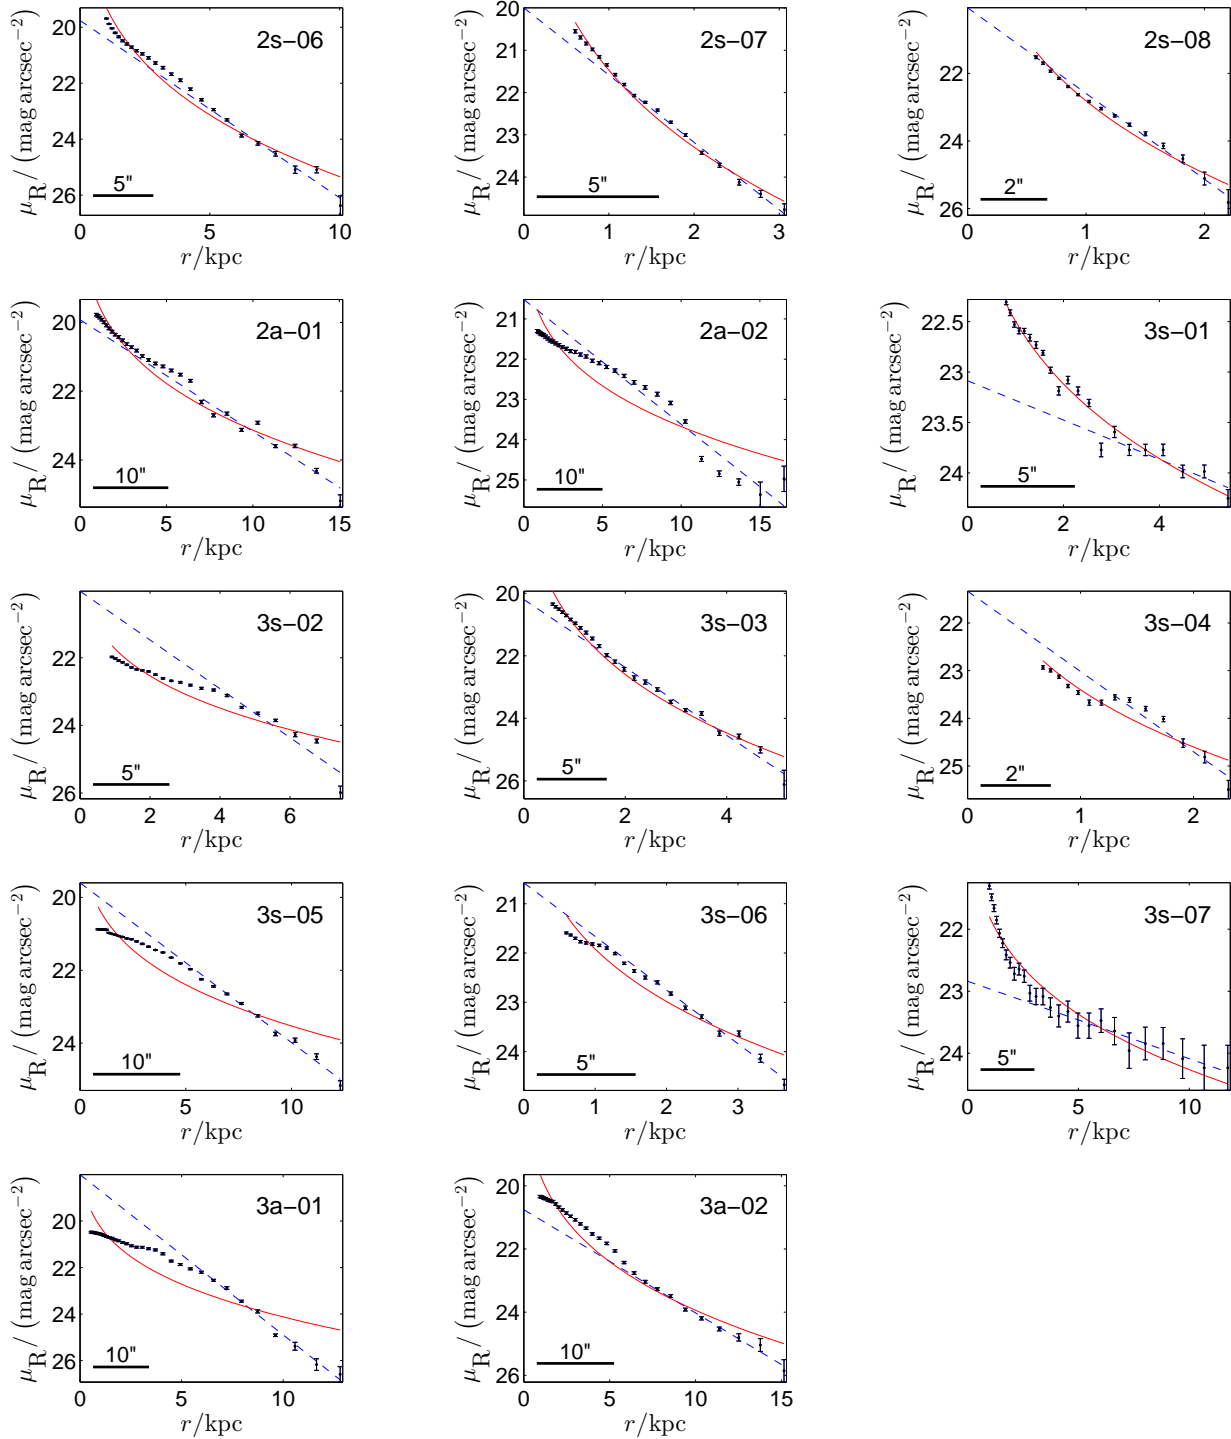 μR/ (mag arcsec−2)
20
22
24
26
2s−06
5"
0
5
10
r/kpc
μR/ (mag arcsec−2)
20
21
22
23
24
2s−07
5"
0
1
2
3
r/kpc
μR/ (mag arcsec−2)
22
24
26
2s−08
2"
0
1
2
r/kpc
μR/ (mag arcsec−2)
20
22
24
2a−01
10"
0
5
10
15
r/kpc
μR/ (mag arcsec−2)
21
22
23
24
25
2a−02
10"
0
5
10
15
r/kpc
μR/ (mag arcsec−2)
22.5
23
23.5
24
3s−01
5"
0
2
4
r/kpc
μR/ (mag arcsec−2)
22
24
26
3s−02
5"
0
2
4
6
r/kpc
μR/ (mag arcsec−2)
20
22
24
26
3s−03
5"
0
2
4
r/kpc
μR/ (mag arcsec−2)
22
23
24
25
3s−04
2"
0
1
2
r/kpc
μR/ (mag arcsec−2)
20
22
24
3s−05
10"
0
5
10
r/kpc
μR/ (mag arcsec−2)
21
22
23
24
3s−06
5"
0
1
2
3
r/kpc
μR/ (mag arcsec−2)
22
23
24
3s−07
5"
0
5
10
r/kpc
μR/ (mag arcsec−2)
20
22
24
26
3a−01
10"
0
5
10
r/kpc
μR/ (mag arcsec−2)
20
22
24
26
3a−02
10"
0
5
10
15
r/kpc